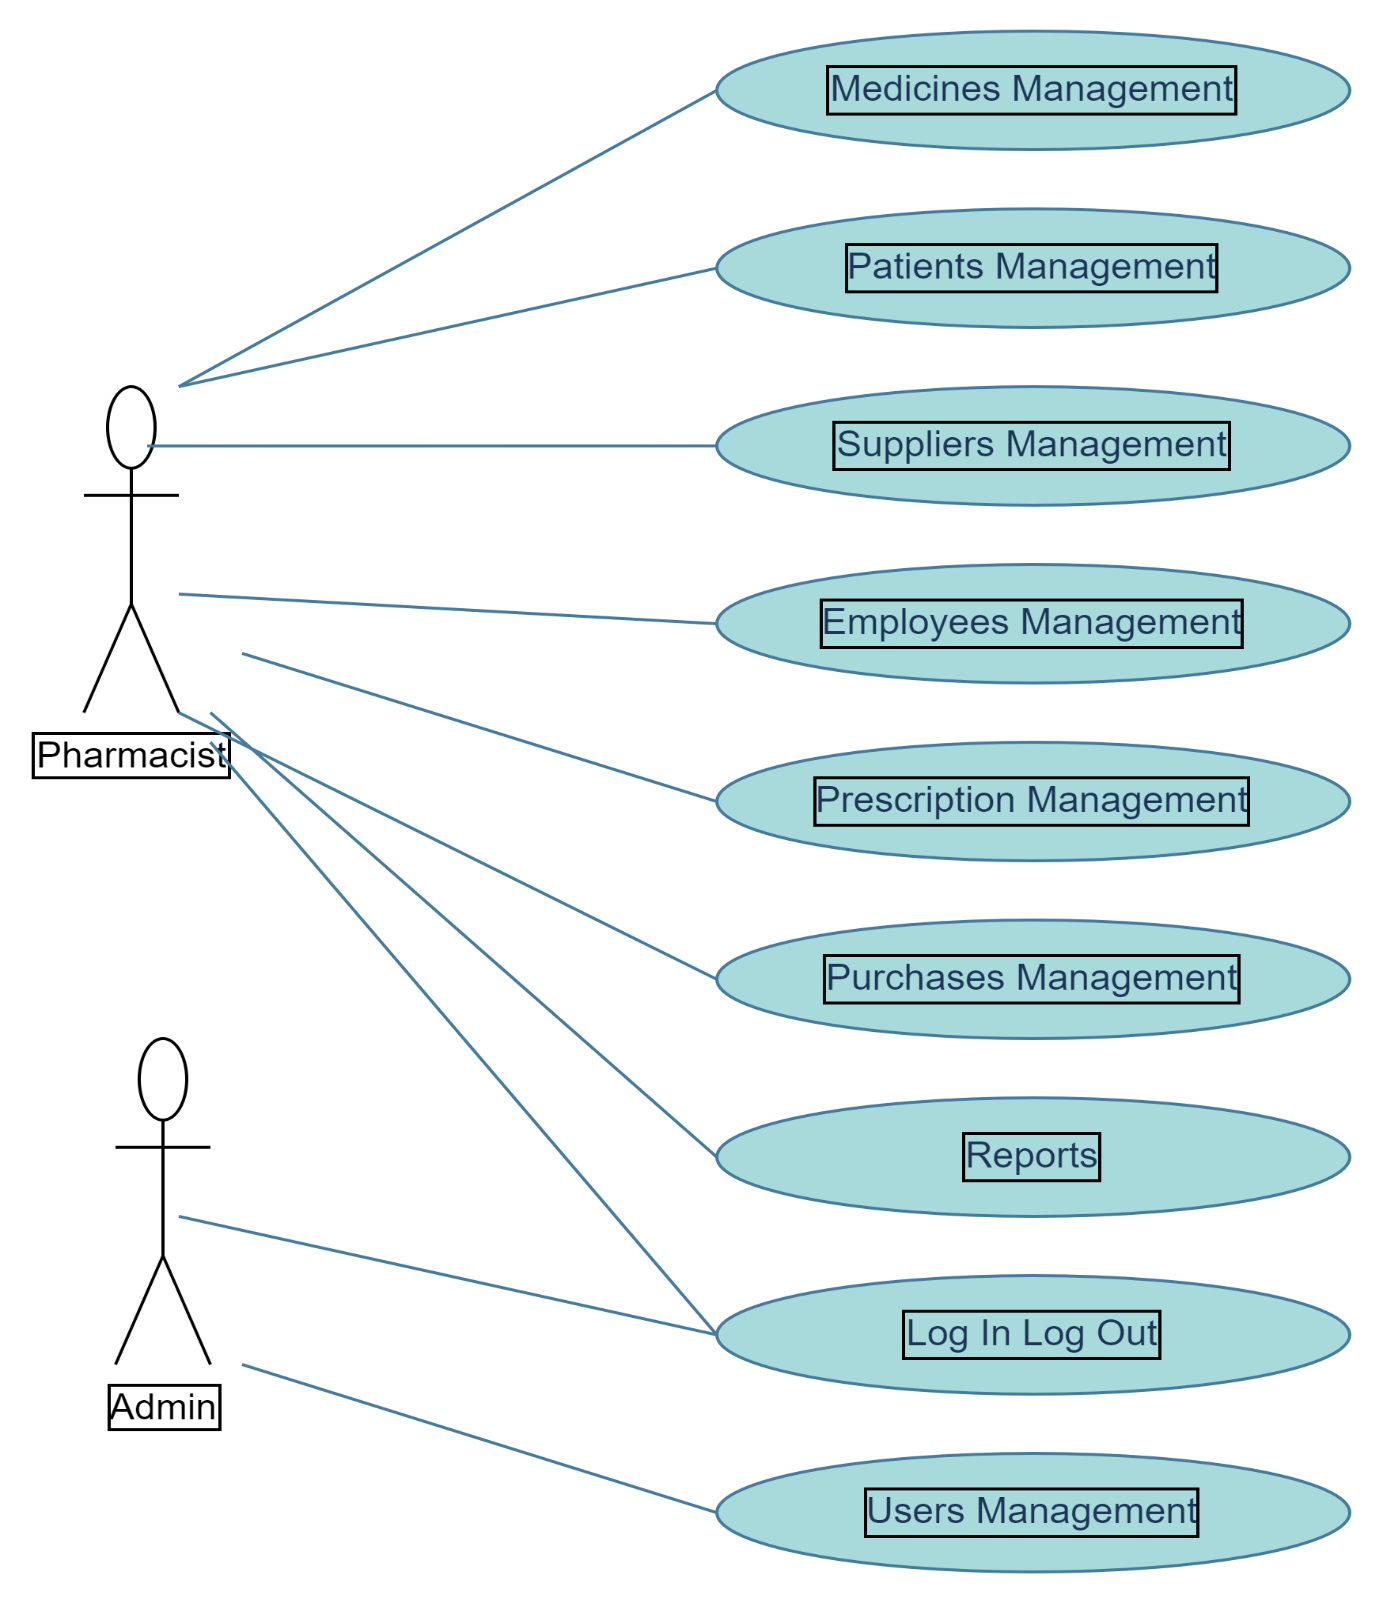 Medicines Management
Patients Management
Suppliers Management
Employees Management
Pharmacist
Prescription Management
Purchases Management
Reports
Log In Log Out
Admin
Users Management